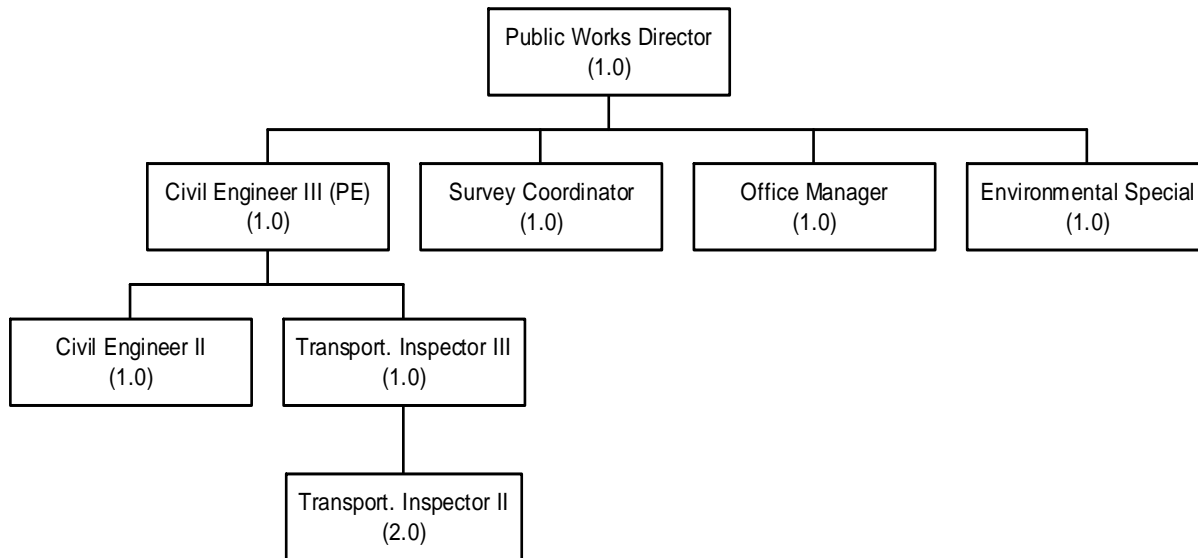 Public Works Director
(1.0)
Civil Engineer III (PE)
(1.0)
Survey Coordinator
(1.0)
Office Manager
(1.0)
Environmental Special
(1.0)
Civil Engineer II
(1.0)
Transport. Inspector III
(1.0)
Transport. Inspector II
(2.0)